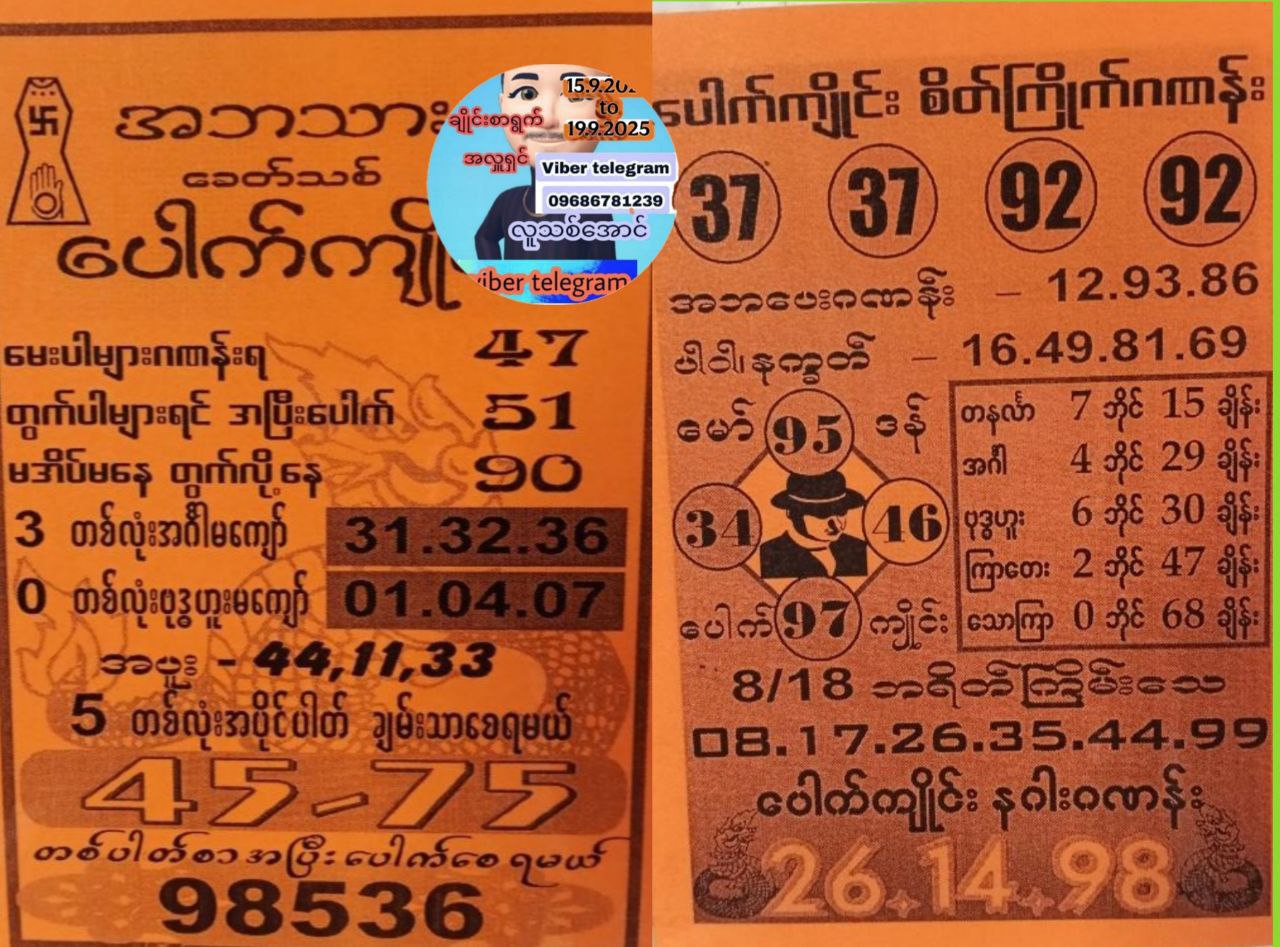 အဘသား
ခေတ်သစ်
15.9.20
to
19.9.2025
ချိုင်းစာရွက်
အလှူရှင်
Viber telegram
09686781239
လူသစ်အောင်
viber telegram
မေးပါများဂဏန်းရ 47
တွက်ပါများရင် အပြီးပေါက် 51
မအိပ်မနေ တွက်လို့နေ 90
3 တစ်လုံးအင်္ဂါမကျော် 31.32.36
0 တစ်လုံးဗုဒ္ဓဟူးမကျော် 01.04.07
အပူး - 44,11,33
5 တစ်လုံးအပိုင်ပါတ် ချမ်းသာစေရမယ်
45-75
တစ်ပါတ်စာအပြီးပေါက်စေရမယ်
98536
ပေါက်ကျိုင်း စိတ်ကြိုက်ဂဏန်း
37 37 92 92
အဘပေးဂဏန်း - 12.93.86
ပါဝါ၊နက္ခတ် - 16.49.81.69
မော် 95 ဒန်
34 46
ပေါက် 97 ကျိုင်း
တနင်္လာ 7 ဘိုင် 15 ချိန်း
အင်္ဂါ 4 ဘိုင် 29 ချိန်း
ဗုဒ္ဓဟူး 6 ဘိုင် 30 ချိန်း
ကြာတေး 2 ဘိုင် 47 ချိန်း
သောကြာ 0 ဘိုင် 68 ချိန်း
8/18 ဘရိတ်ကြိမ်းသေ
08.17.26.35.44.99
ပေါက်ကျိုင်း နဂါးဂဏန်း
26.14.98